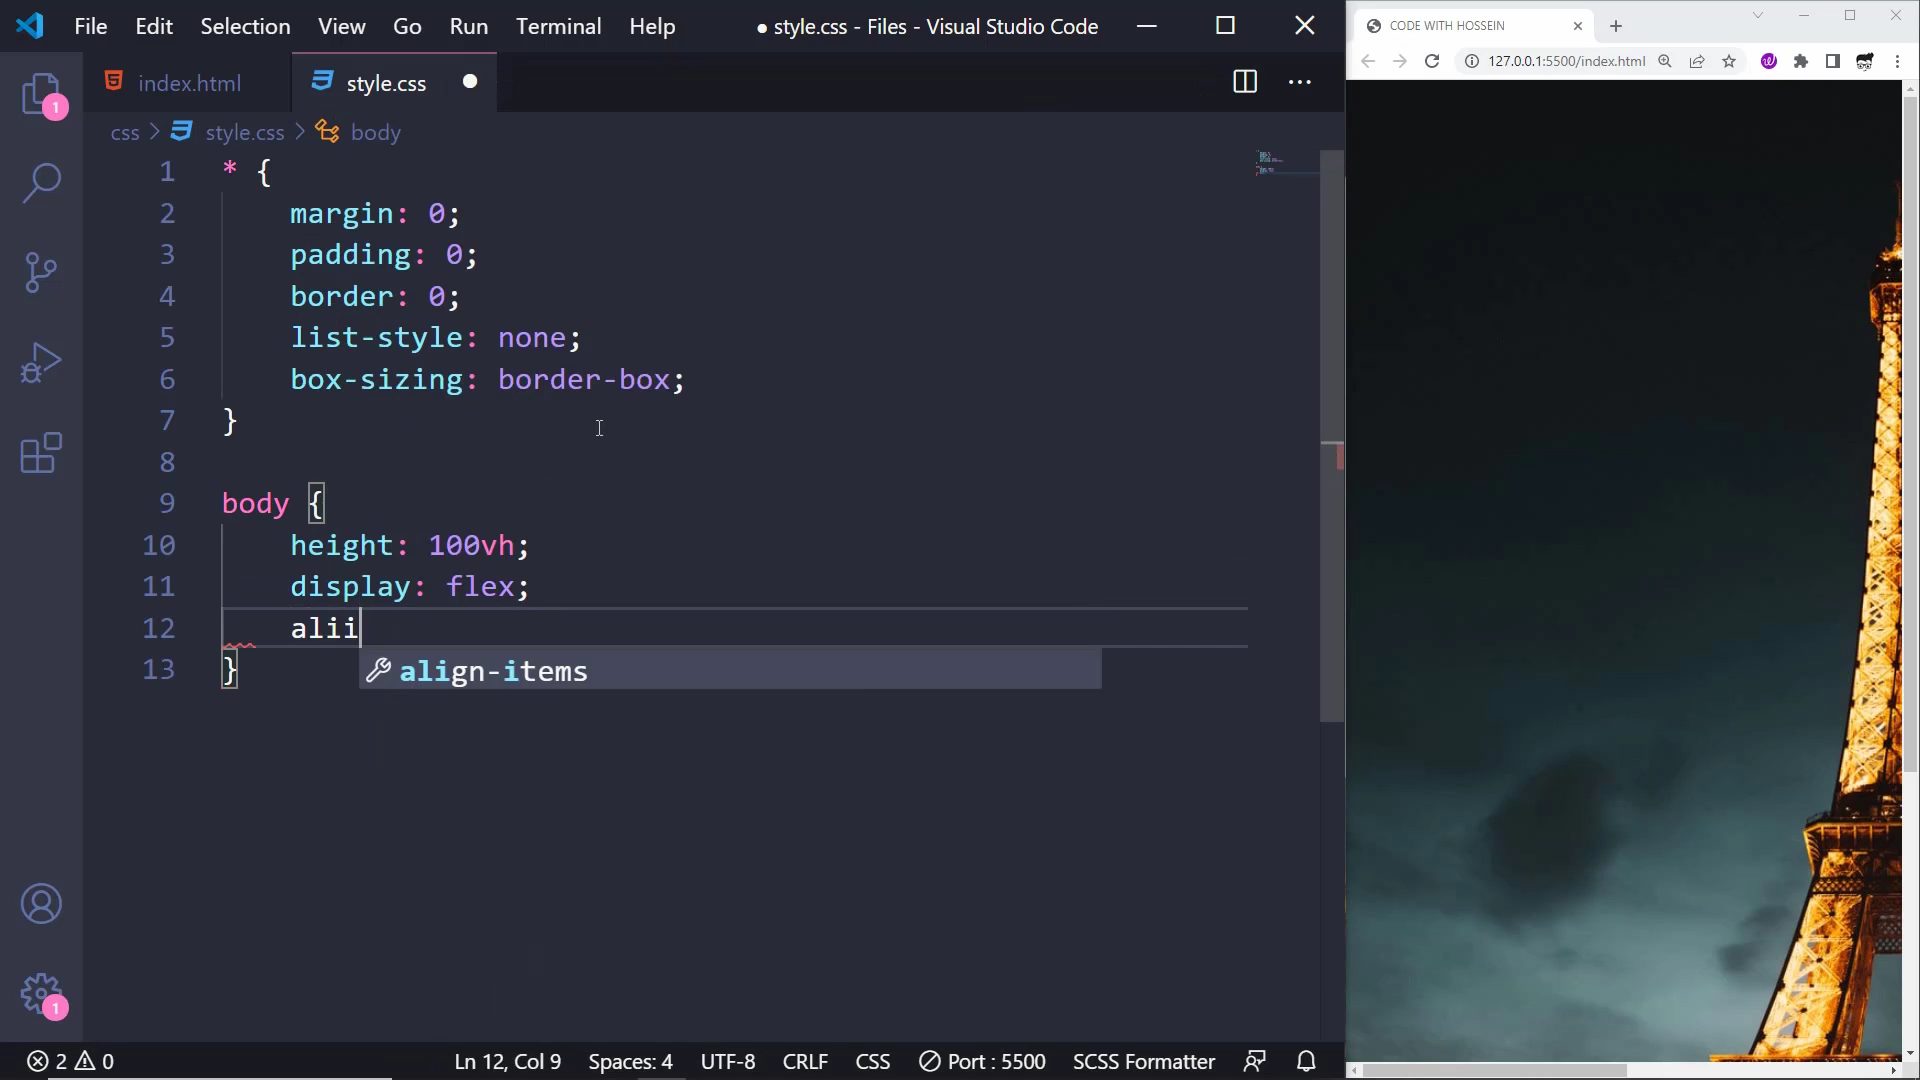 File Edit Selection View Go Run Terminal Help ● style.css - Files - Visual Studio Code
CODE WITH HOSSEIN
127.0.0.1:5500/index.html
index.html style.css
css > style.css > body
1 * {
2 margin: 0;
3 padding: 0;
4 border: 0;
5 list-style: none;
6 box-sizing: border-box;
7 }
8
9 body {
10 height: 100vh;
11 display: flex;
12 alii
align-items
13 }
1
1
2 0 Ln 12, Col 9 Spaces: 4 UTF-8 CRLF CSS Port : 5500 SCSS Formatter